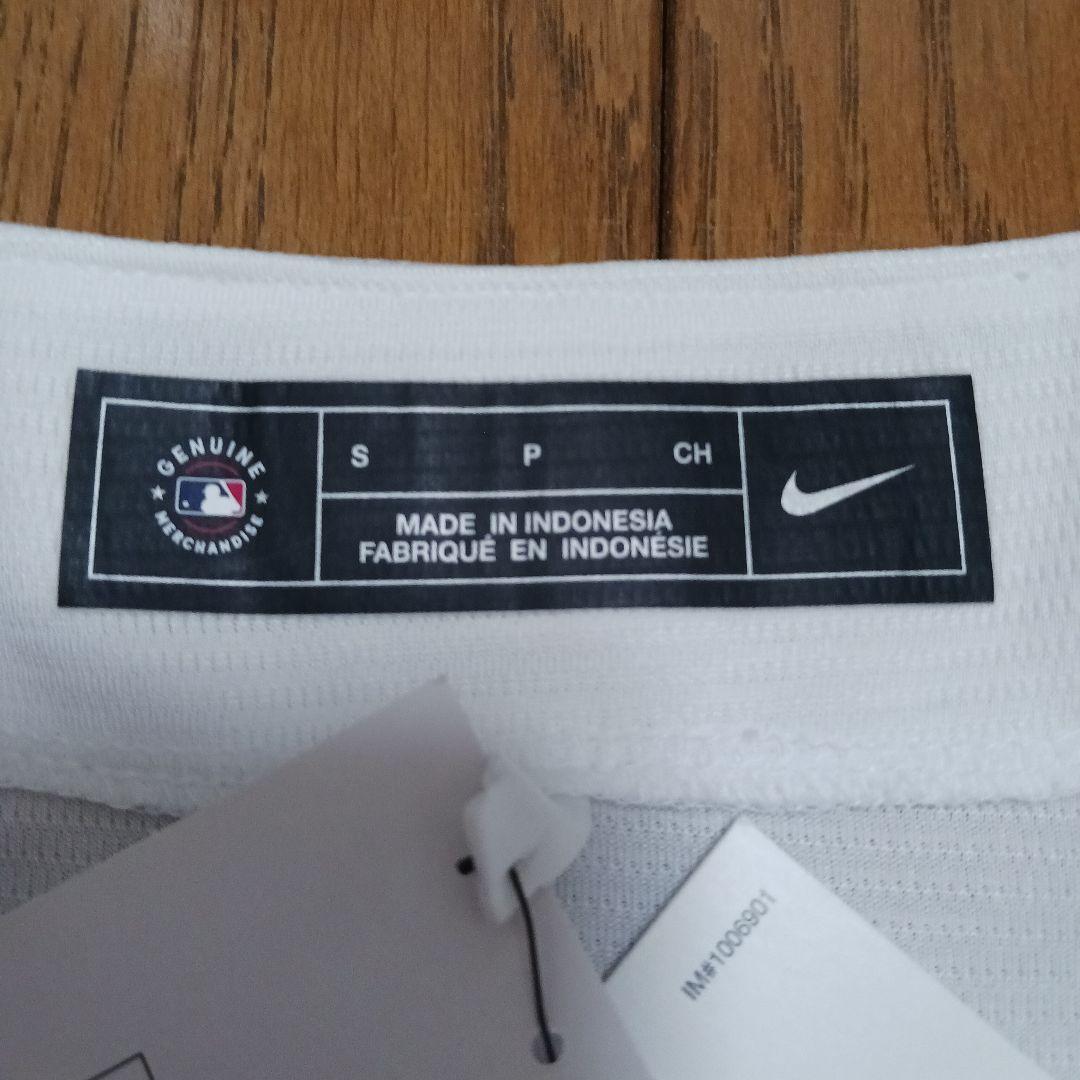 GENUINE
MERCHANDISE
S P CH
MADE IN INDONESIA
FABRIQUÉ EN INDONÉSIE
IM#1006901